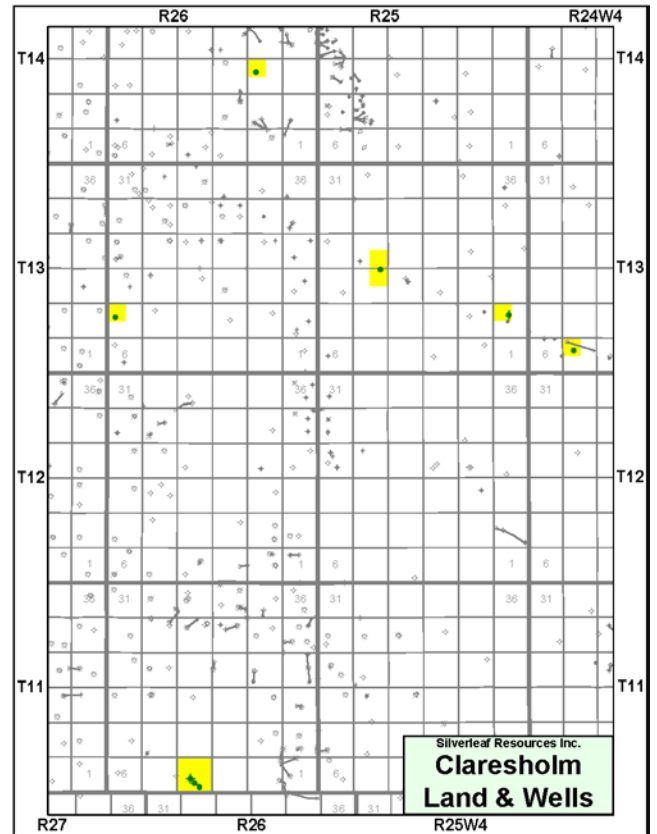 R26 R25 R24W4
T14 T14
1 6 1 6 1 6
36 31 36 31 36 31
T13 T13
1 6 1 6 1 6
36 31 36 31 36 31
T12 T12
1 6 1 6 1 6
36 31 36 31 36 31
T11 T11
Silverleaf Resources Inc.
Claresholm
1 6 1 6
Land & Wells
36 31 36 31
R27 R26 R25W4